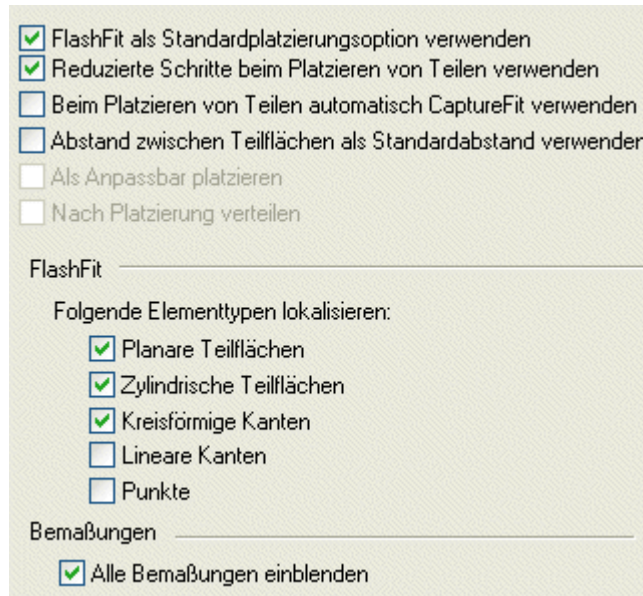 FlashFit als Standardplatzierungsoption verwenden
Reduzierte Schritte beim Platzieren von Teilen verwenden
Beim Platzieren von Teilen automatisch CaptureFit verwenden
Abstand zwischen Teilflächen als Standardabstand verwenden
Als Anpassbar platzieren
Nach Platzierung verteilen
FlashFit
Folgende Elementtypen lokalisieren:
Planare Teilflächen
Zylindrische Teilflächen
Kreisförmige Kanten
Lineare Kanten
Punkte
Bemaßungen
Alle Bemaßungen einblenden